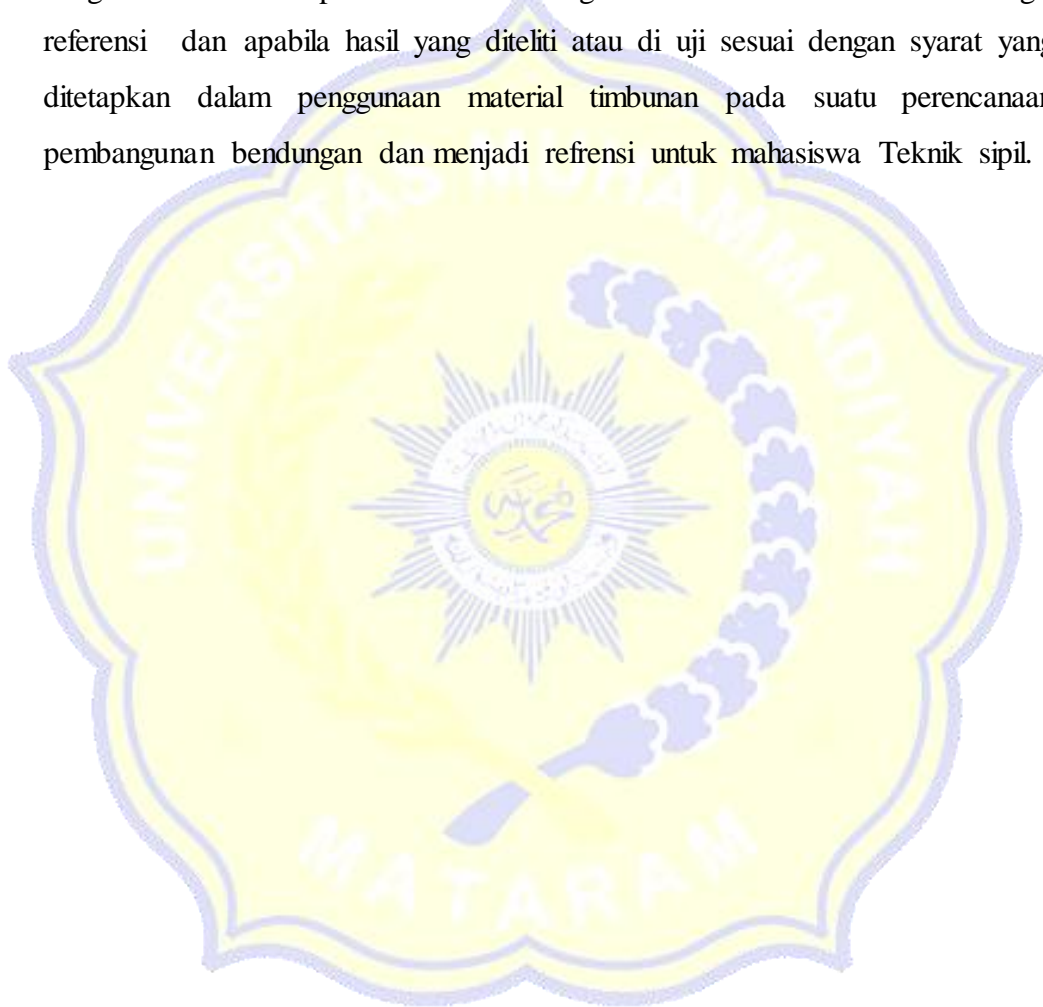 referensi dan apabila hasil yang diteliti atau di uji sesuai dengan syarat yang
ditetapkan dalam penggunaan material timbunan pada suatu perencanaan
pembangunan bendungan dan menjadi refrensi untuk mahasiswa Teknik sipil.
UNIVERSITAS MUHAMMADIYAH
MATARAM